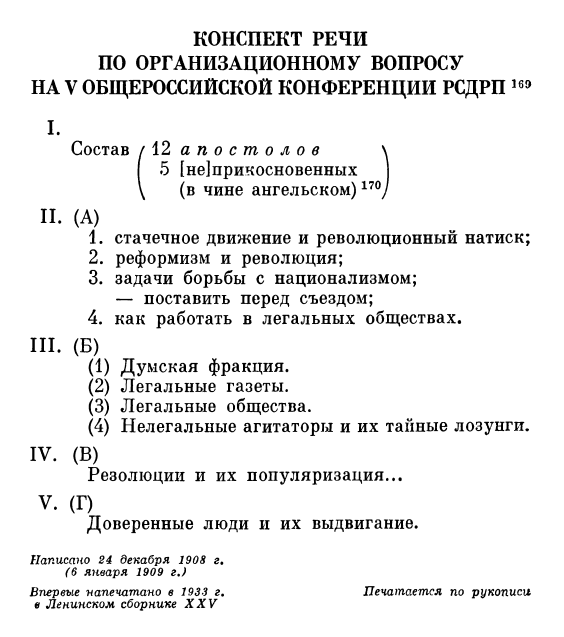 КОНСПЕКТ РЕЧИ
ПО ОРГАНИЗАЦИОННОМУ ВОПРОСУ
НА V ОБЩЕРОССИЙСКОЙ КОНФЕРЕНЦИИ РСДРП 169
I.
Состав (12 апостолов
5 [не]прикосновенных
(в чине ангельском) 170)
II. (А)
1. стачечное движение и революционный натиск;
2. реформизм и революция;
3. задачи борьбы с национализмом;
— поставить перед съездом;
4. как работать в легальных обществах.
III. (Б)
(1) Думская фракция.
(2) Легальные газеты.
(3) Легальные общества.
(4) Нелегальные агитаторы и их тайные лозунги.
IV. (В)
Резолюции и их популяризация...
V. (Г)
Доверенные люди и их выдвигание.
Написано 24 декабря 1908 г.
(6 января 1909 г.)
Впервые напечатано в 1933 г. Печатается по рукописи
в Ленинском сборнике XXV